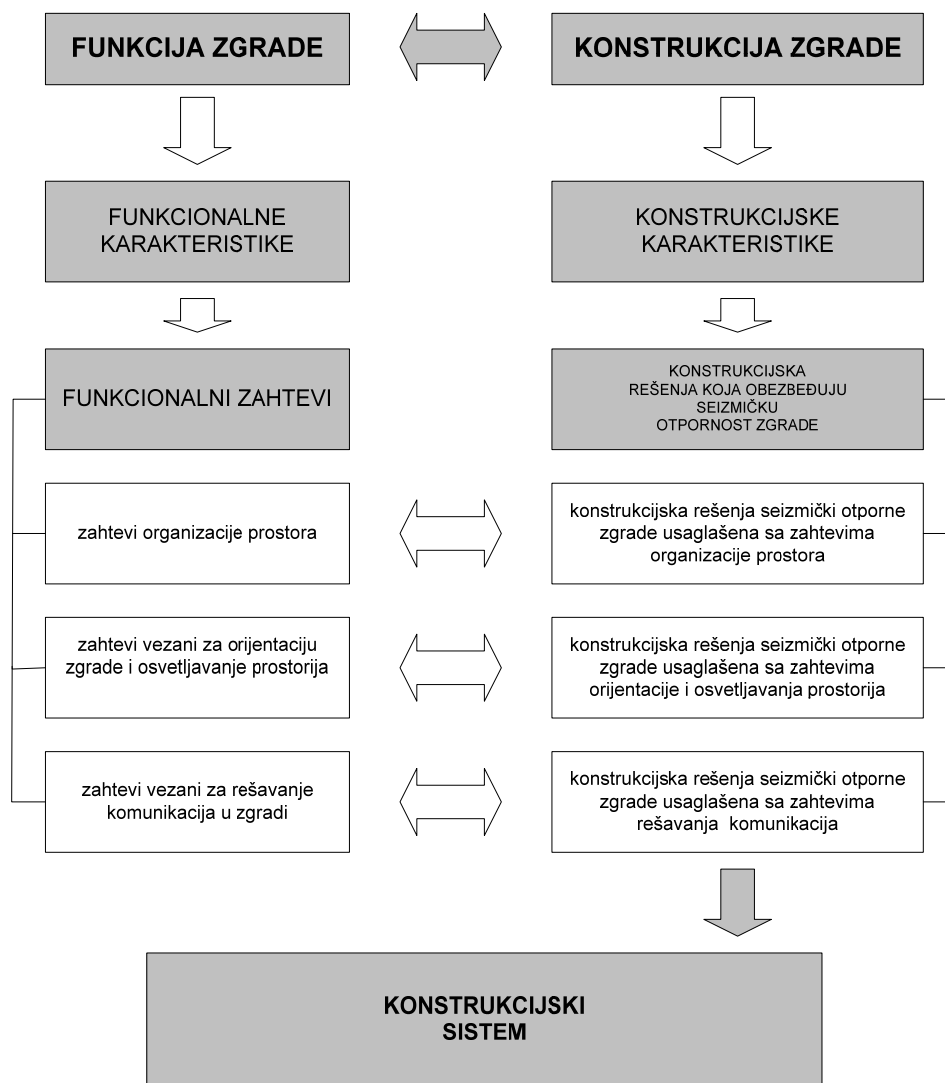 FUNKCIJA ZGRADE
KONSTRUKCIJA ZGRADE
FUNKCIONALNE
KARAKTERISTIKE
KONSTRUKCIJSKE
KARAKTERISTIKE
FUNKCIONALNI ZAHTEVI
KONSTRUKCIJSKA
REŠENJA KOJA OBEZBEĐUJU
SEIZMIČKU
OTPORNOST ZGRADE
zahtevi organizacije prostora
konstrukcijska rešenja seizmički otporne
zgrade usaglašena sa zahtevima
organizacije prostora
zahtevi vezani za orijentaciju
zgrade i osvetljavanje prostorija
konstrukcijska rešenja seizmički otporne
zgrade usaglašena sa zahtevima
orijentacije i osvetljavanja prostorija
zahtevi vezani za rešavanje
komunikacija u zgradi
konstrukcijska rešenja seizmički otporne
zgrade usaglašena sa zahtevima
rešavanja komunikacija
KONSTRUKCIJSKI
SISTEM